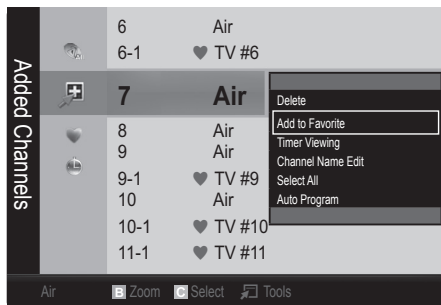 Added Channels
6 Air
6-1 ♥ TV #6
7 Air
8 Air
9 Air
9-1 ♥ TV #9
10 Air
10-1 ♥ TV #10
11-1 ♥ TV #11
Delete
Add to Favorite
Timer Viewing
Channel Name Edit
Select All
Auto Program
Air B Zoom C Select Tools